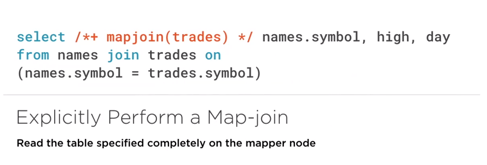 select /*+ mapjoin(trades) */ names.symbol, high, day
from names join trades on
(names.symbol = trades.symbol)
Explicitly Perform a Map-join
Read the table specified completely on the mapper node